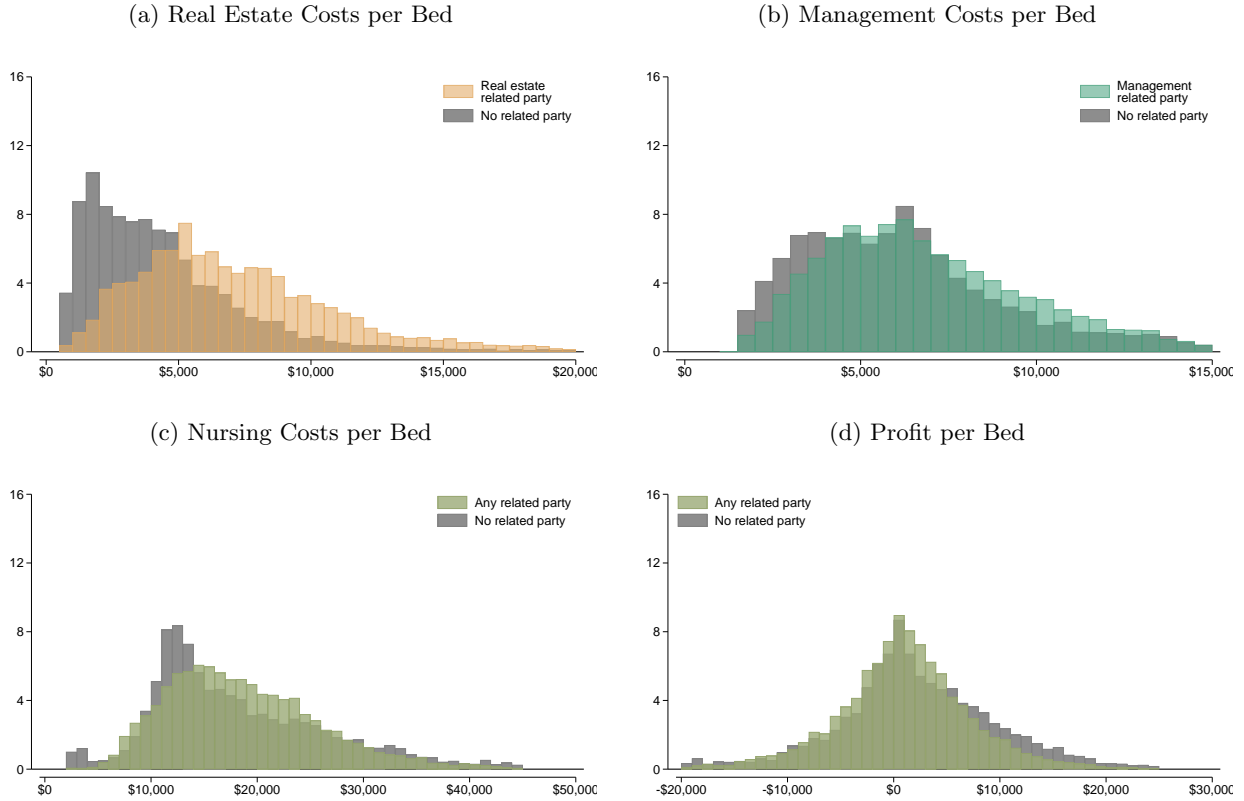 (a) Real Estate Costs per Bed
16
12
8
4
0
$0
$5,000
$10,000
$15,000
$20,000
Real estate
related party
No related party
(b) Management Costs per Bed
16
12
8
4
0
$0
$5,000
$10,000
$15,000
Management
related party
No related party
(c) Nursing Costs per Bed
16
12
8
4
0
$0
$10,000
$20,000
$30,000
$40,000
$50,000
Any related party
No related party
(d) Profit per Bed
16
12
8
4
0
-$20,000
-$10,000
$0
$10,000
$20,000
$30,000
Any related party
No related party